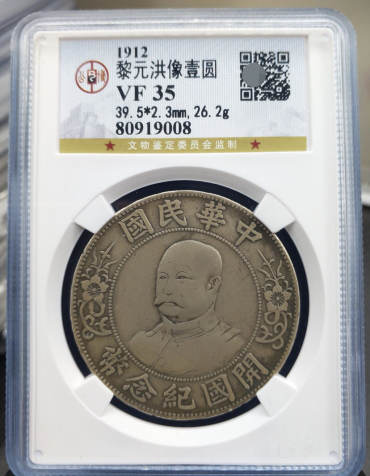 1912
黎元洪像壹圆
VF 35
39.5*2.3mm,26.2g
80919008
★ 文物鉴定委员会监制 ★
中華民國
開國紀念幣